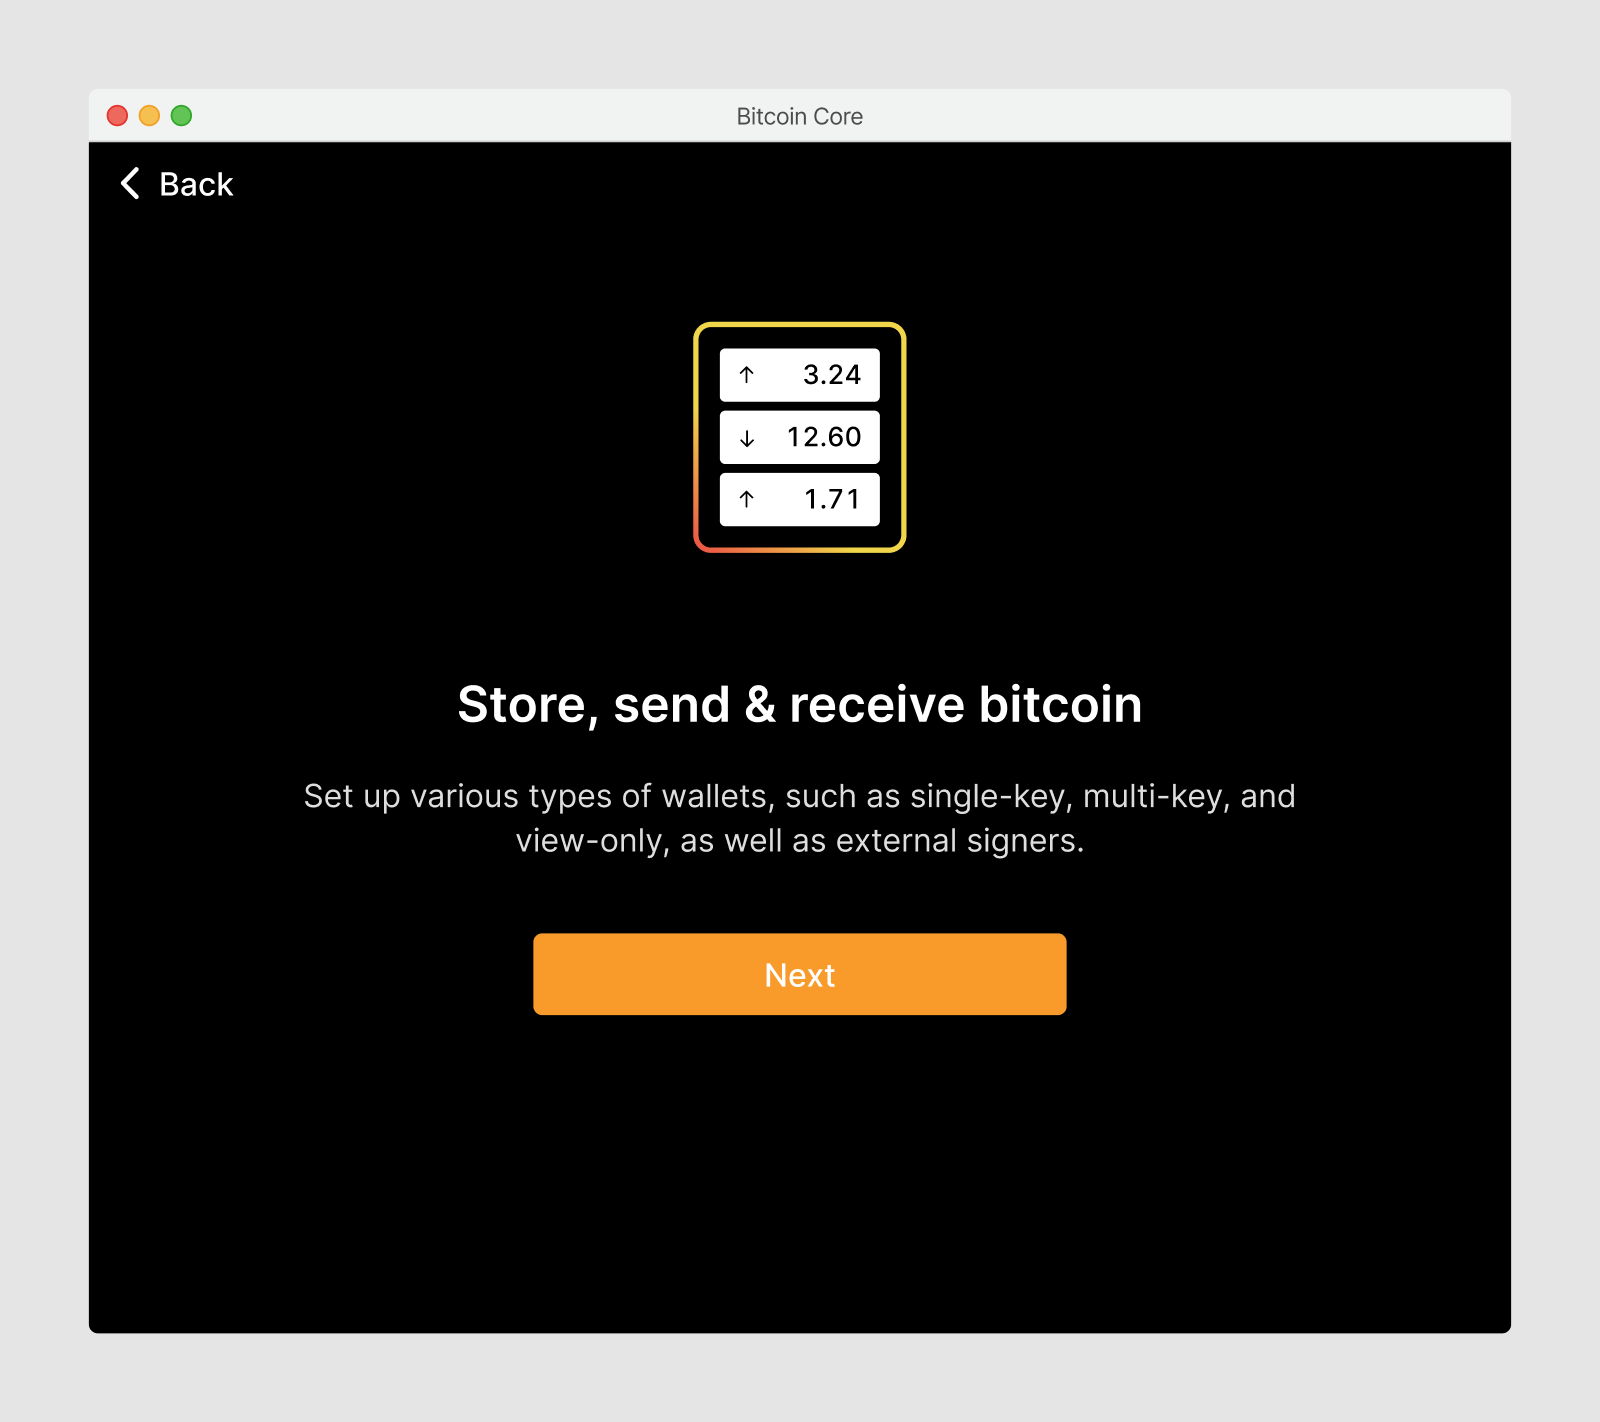 Bitcoin Core
Back
↑ 3.24
↓ 12.60
↑ 1.71
Store, send & receive bitcoin
Set up various types of wallets, such as single-key, multi-key, and
view-only, as well as external signers.
Next